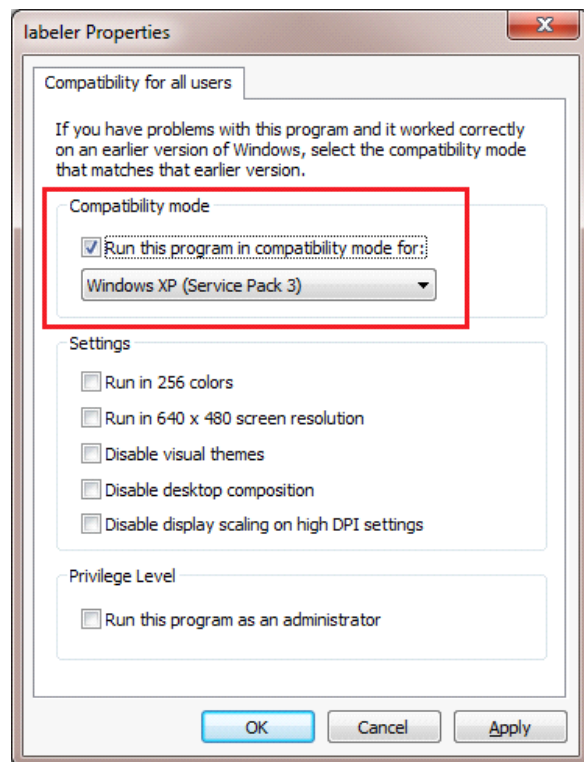 labeler Properties
Compatibility for all users
If you have problems with this program and it worked correctly
on an earlier version of Windows, select the compatibility mode
that matches that earlier version.
Compatibility mode
Run this program in compatibility mode for:
Windows XP (Service Pack 3)
Settings
Run in 256 colors
Run in 640 x 480 screen resolution
Disable visual themes
Disable desktop composition
Disable display scaling on high DPI settings
Privilege Level
Run this program as an administrator
OK Cancel Apply